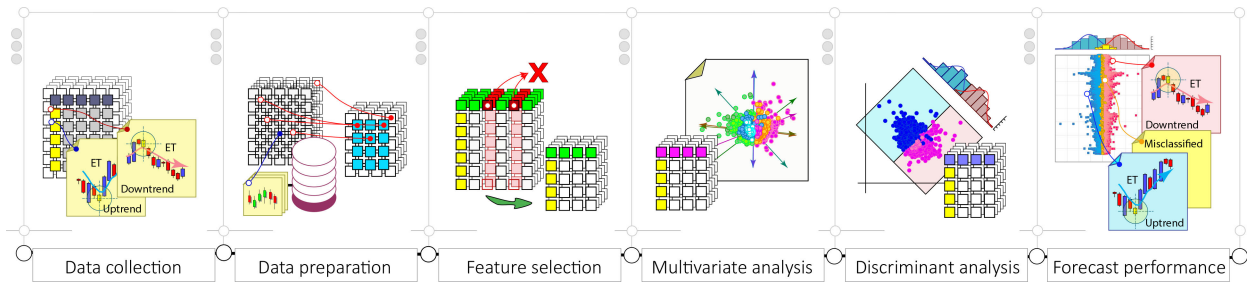 ET
Downtrend
ET
Uptrend
X
ET
Downtrend
Misclassified
ET
Uptrend
Data collection
Data preparation
Feature selection
Multivariate analysis
Discriminant analysis
Forecast performance